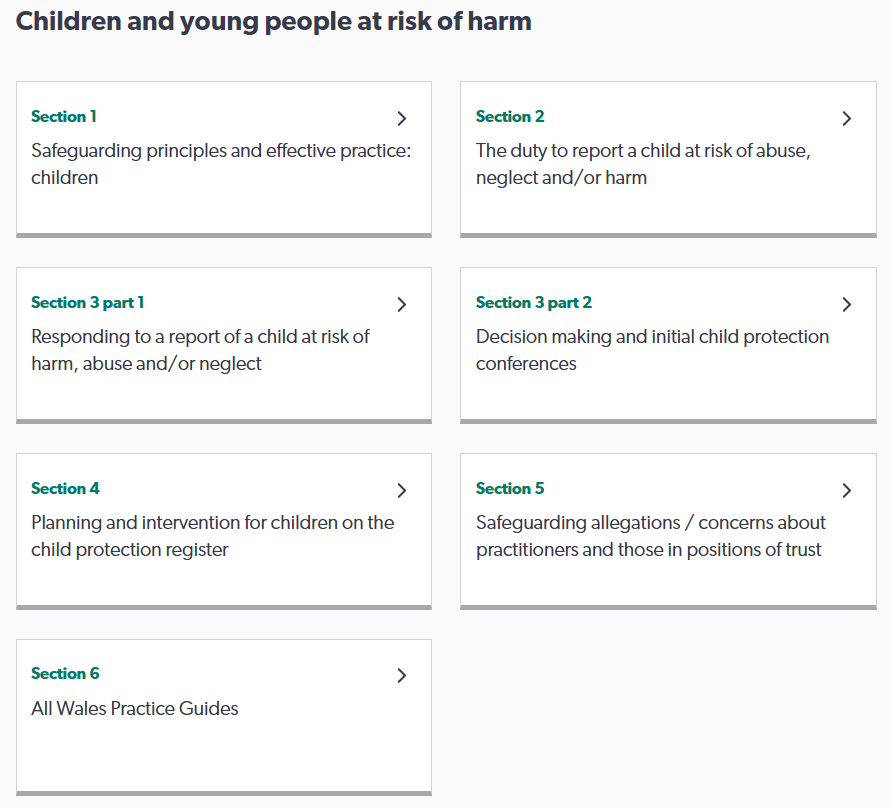 Children and young people at risk of harm
Section 1
Safeguarding principles and effective practice:
children
Section 2
The duty to report a child at risk of abuse,
neglect and/or harm
Section 3 part 1
Responding to a report of a child at risk of
harm, abuse and/or neglect
Section 3 part 2
Decision making and initial child protection
conferences
Section 4
Planning and intervention for children on the
child protection register
Section 5
Safeguarding allegations / concerns about
practitioners and those in positions of trust
Section 6
All Wales Practice Guides